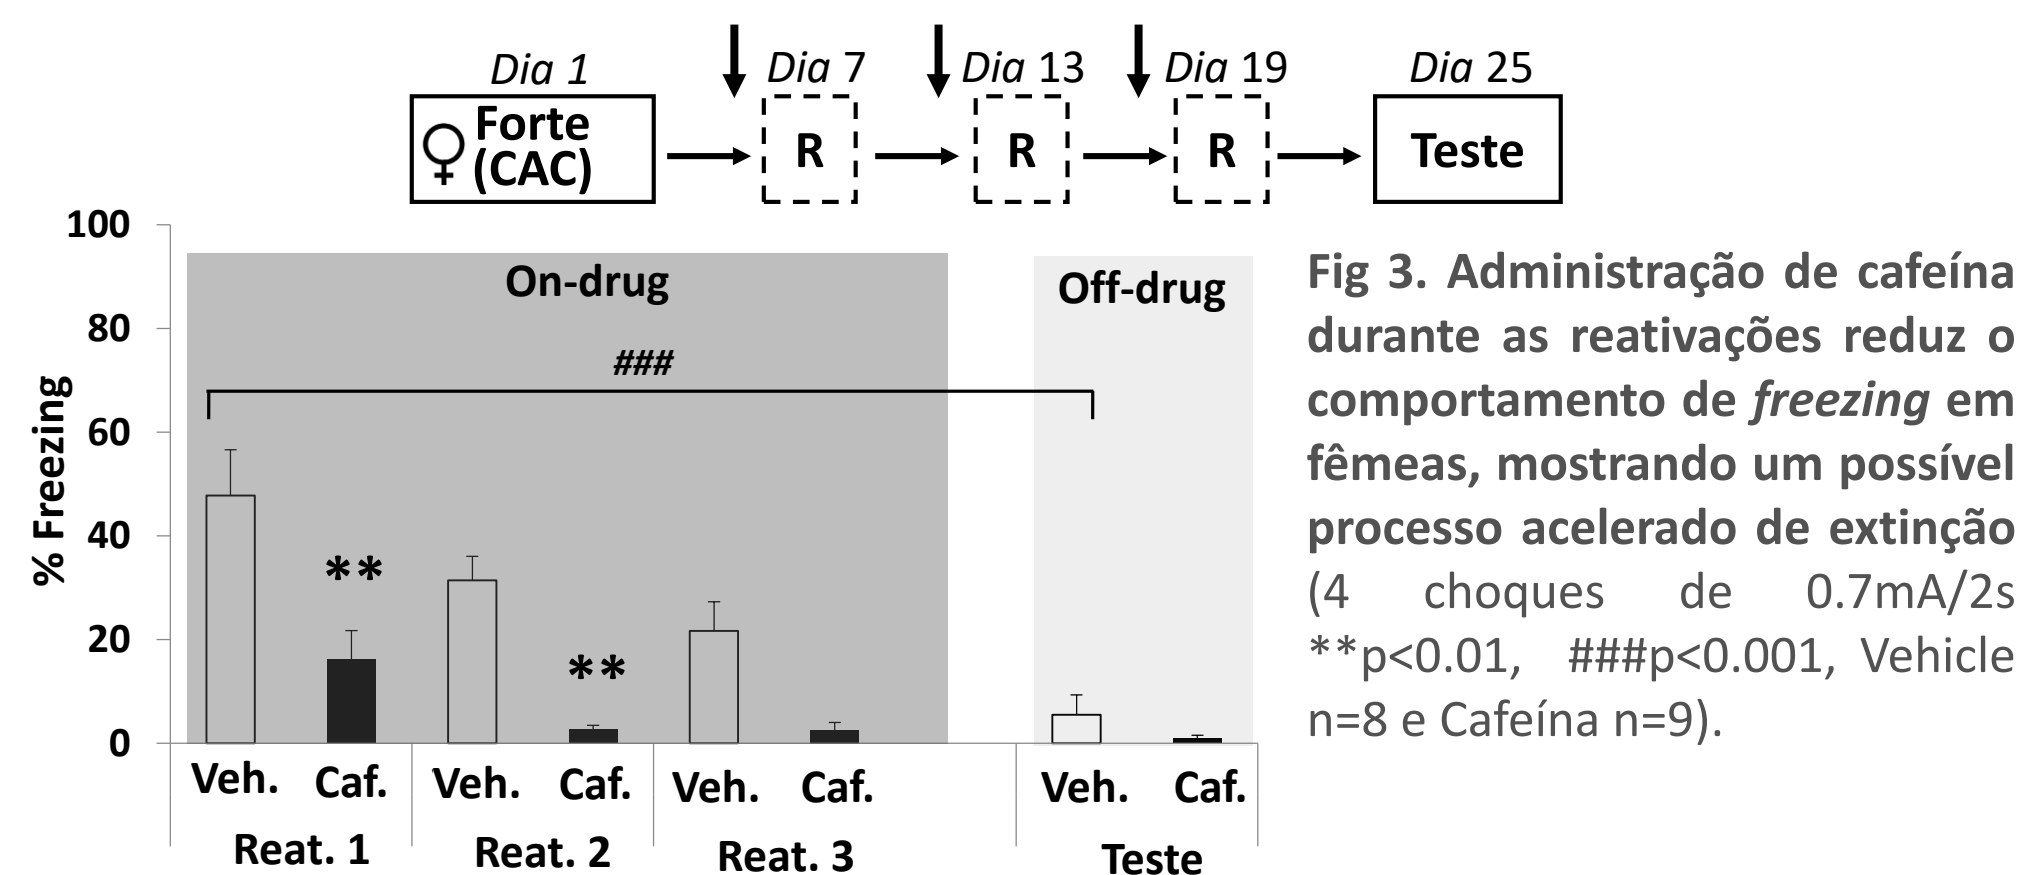 Dia 1
Dia 7
Dia 13
Dia 19
Dia 25
♀ Forte
(CAC)
R
R
R
Teste
100
80
60
40
20
0
% Freezing
On-drug
Off-drug
###
**
**
Veh. Caf. Veh. Caf. Veh. Caf. Veh. Caf.
Reat. 1 Reat. 2 Reat. 3 Teste
Fig 3. Administração de cafeína
durante as reativações reduz o
comportamento de freezing em
fêmeas, mostrando um possível
processo acelerado de extinção
(4 choques de 0.7mA/2s
**p<0.01, ###p<0.001, Vehicle
n=8 e Cafeína n=9).